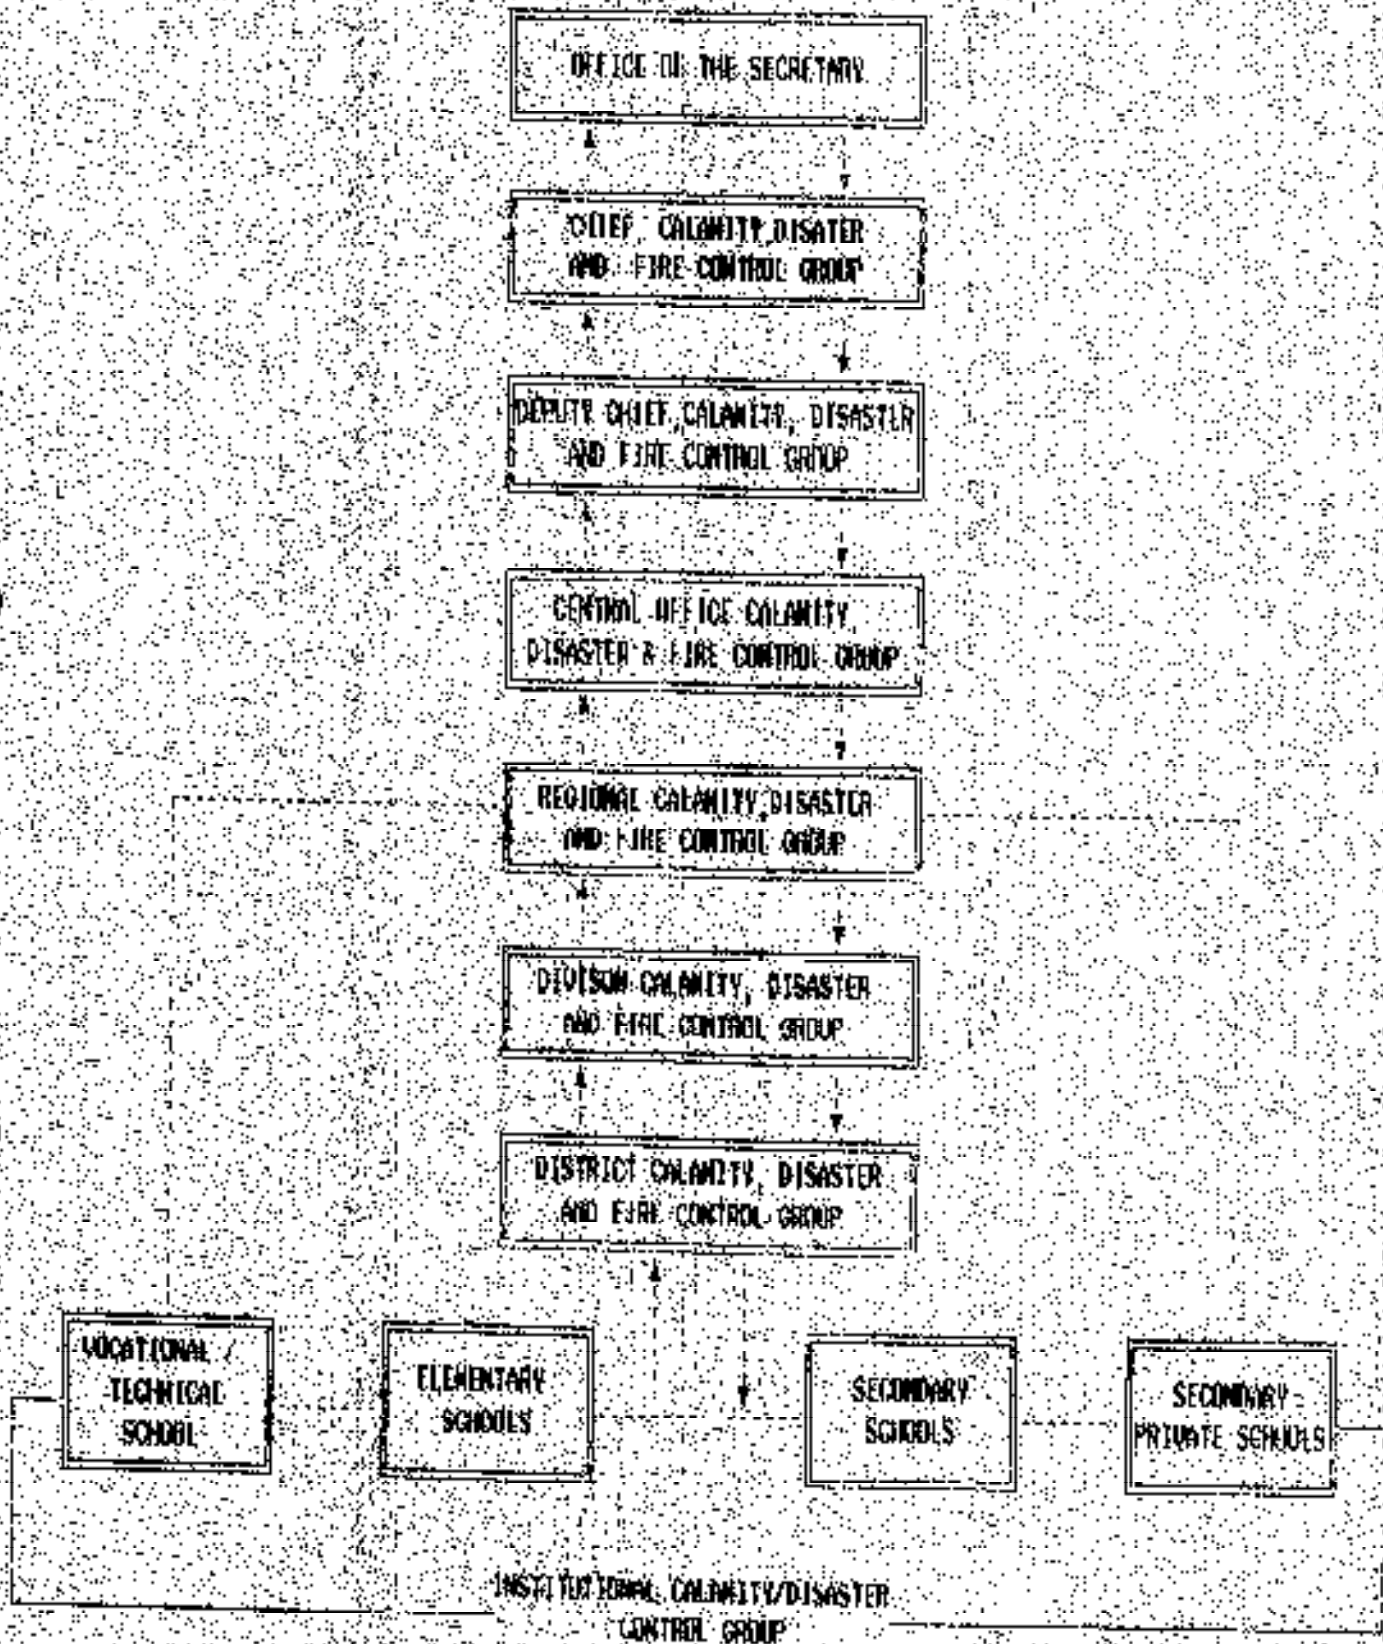 OFFICE OF THE SECRETARY
CHIEF, CALAMITY, DISATER
AND FIRE CONTROL GROUP
DEPUTY CHIEF, CALAMITY, DISASTER
AND FIRE CONTROL GROUP
CENTRAL OFFICE CALAMITY,
DISASTER & FIRE CONTROL GROUP
REGIONAL CALAMITY, DISASTER
AND FIRE CONTROL GROUP
DIVISON CALAMITY, DISASTER
AND FIRE CONTROL GROUP
DISTRICT CALAMITY, DISASTER
AND FIRE CONTROL GROUP
VOCATIONAL /
TECHNICAL
SCHOOL
ELEMENTARY
SCHOOLS
SECONDARY
SCHOOLS
SECONDARY
PRIVATE SCHOOLS
INSTITUTIONAL CALAMITY/DISASTER
CONTROL GROUP